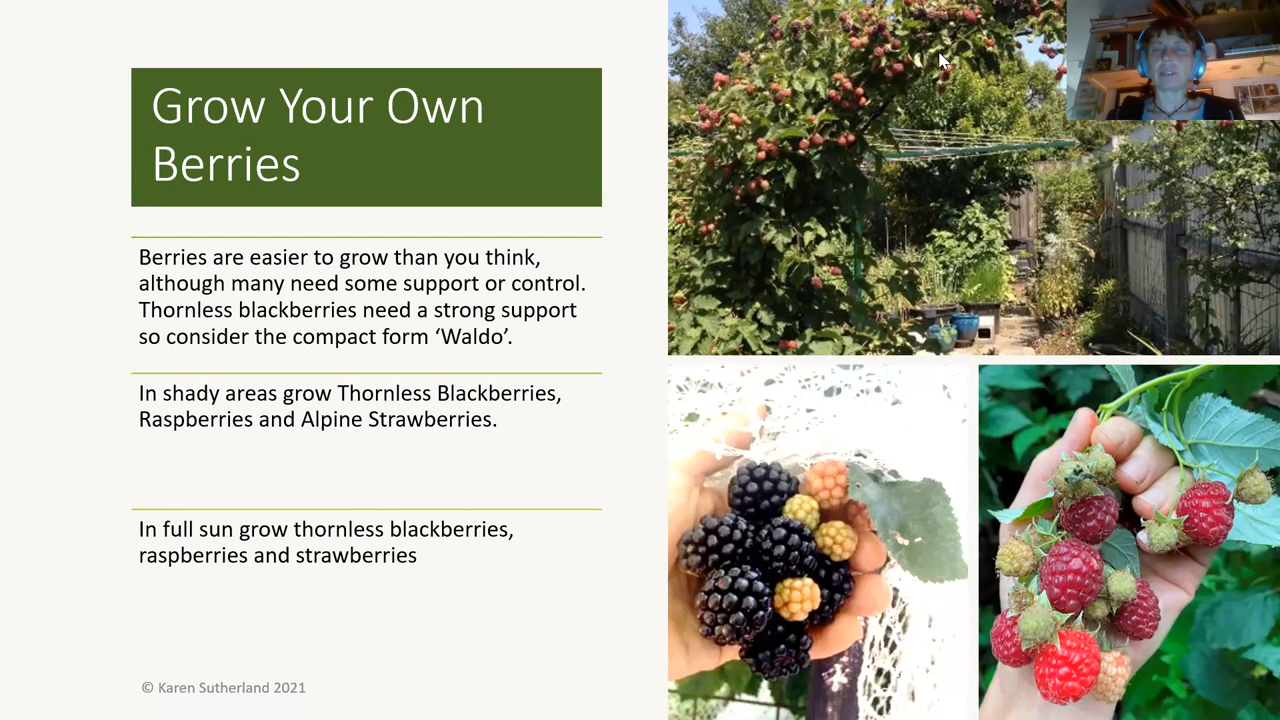 Grow Your Own
Berries
Berries are easier to grow than you think,
although many need some support or control.
Thornless blackberries need a strong support
so consider the compact form ‘Waldo’.
In shady areas grow Thornless Blackberries,
Raspberries and Alpine Strawberries.
In full sun grow thornless blackberries,
raspberries and strawberries
© Karen Sutherland 2021